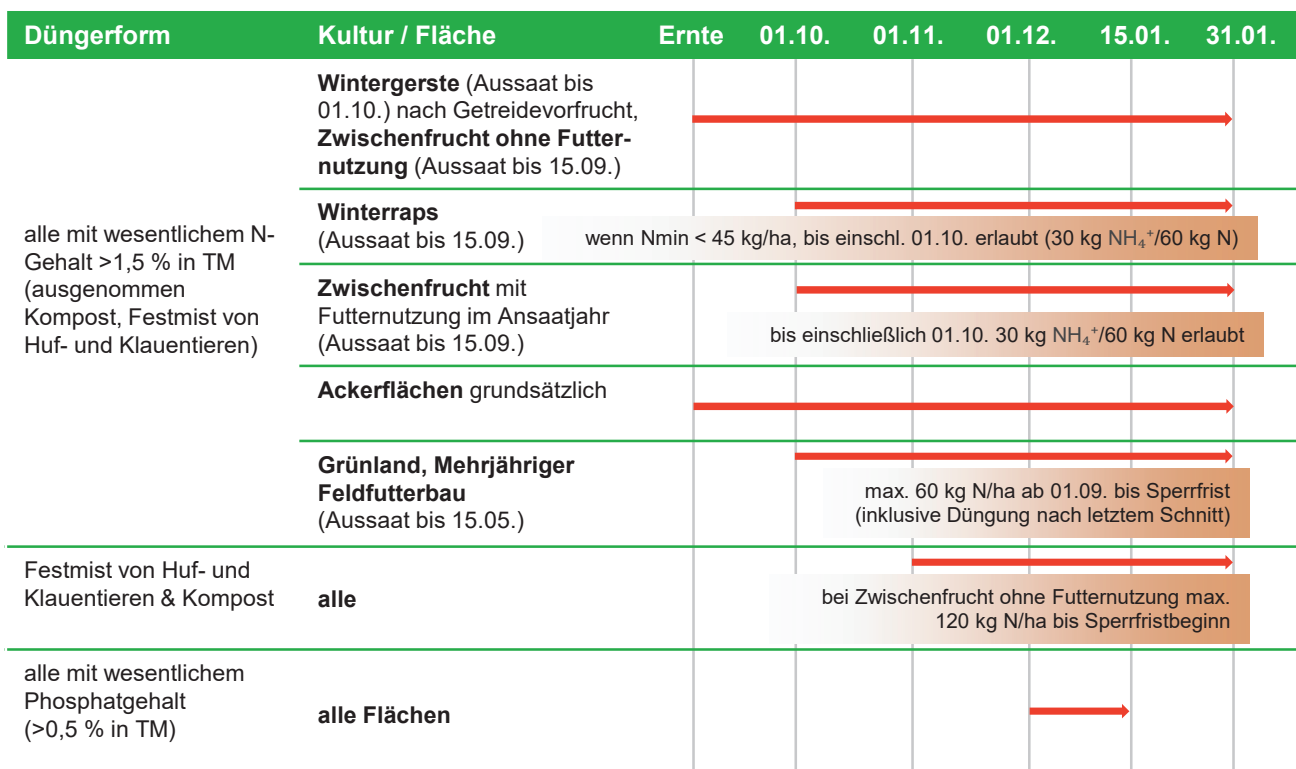 Düngerform Kultur / Fläche Ernte 01.10. 01.11. 01.12. 15.01. 31.01.
alle mit wesentlichem N-
Gehalt >1,5 % in TM
(ausgenommen
Kompost, Festmist von
Huf- und Klauentieren)
Wintergerste (Aussaat bis
01.10.) nach Getreidevorfrucht,
Zwischenfrucht ohne Futter-
nutzung (Aussaat bis 15.09.)
Winterraps
(Aussaat bis 15.09.)
wenn Nmin < 45 kg/ha, bis einschl. 01.10. erlaubt (30 kg NH₄⁺/60 kg N)
Zwischenfrucht mit
Futternutzung im Ansaatjahr
(Aussaat bis 15.09.)
bis einschließlich 01.10. 30 kg NH₄⁺/60 kg N erlaubt
Ackerflächen grundsätzlich
Grünland, Mehrjähriger
Feldfutterbau
(Aussaat bis 15.05.)
max. 60 kg N/ha ab 01.09. bis Sperrfrist
(inklusive Düngung nach letztem Schnitt)
Festmist von Huf- und
Klauentieren & Kompost
alle
bei Zwischenfrucht ohne Futternutzung max.
120 kg N/ha bis Sperrfristbeginn
alle mit wesentlichem
Phosphatgehalt
(>0,5 % in TM)
alle Flächen